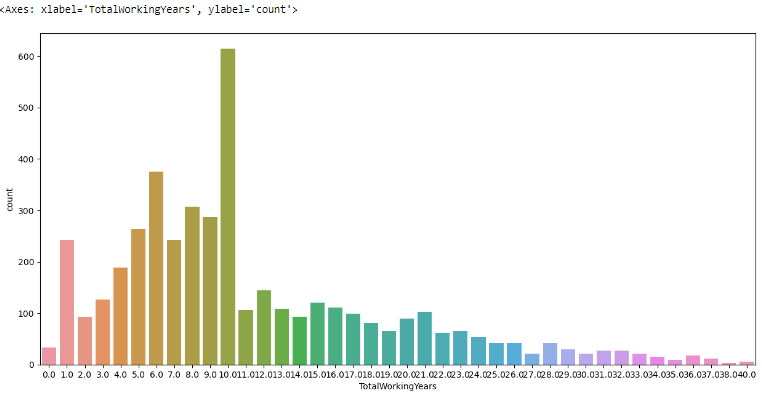 <Axes: xlabel='TotalWorkingYears', ylabel='count'>
600
500
400
300
200
100
0
count
0.0 1.0 2.0 3.0 4.0 5.0 6.0 7.0 8.0 9.0 10.0 11.0 12.0 13.0 14.0 15.0 16.0 17.0 18.0 19.0 20.0 21.0 22.0 23.0 24.0 25.0 26.0 27.0 28.0 29.0 30.0 31.0 32.0 33.0 34.0 35.0 36.0 37.0 38.0 40.0
TotalWorkingYears